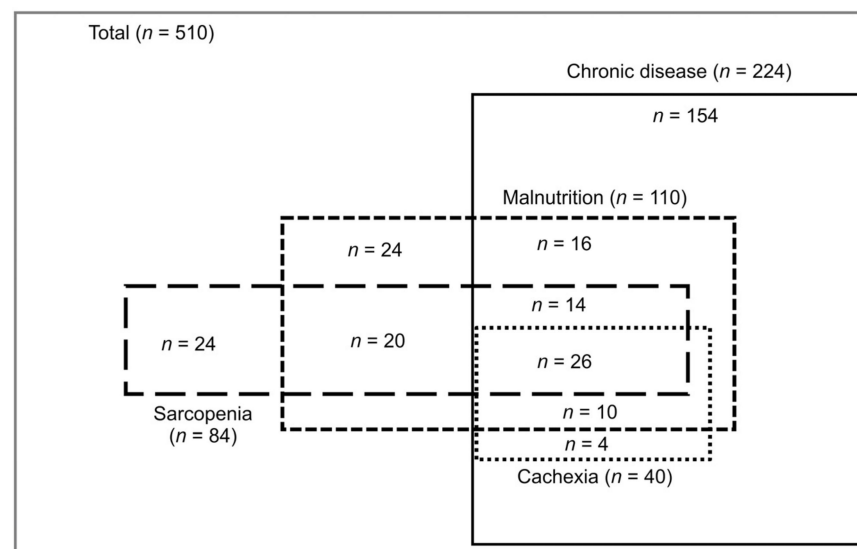 Total (n = 510)
Chronic disease (n = 224)
n = 154
Malnutrition (n = 110)
n = 24
n = 16
n = 14
n = 24
n = 20
n = 26
Sarcopenia
(n = 84)
n = 10
n = 4
Cachexia (n = 40)